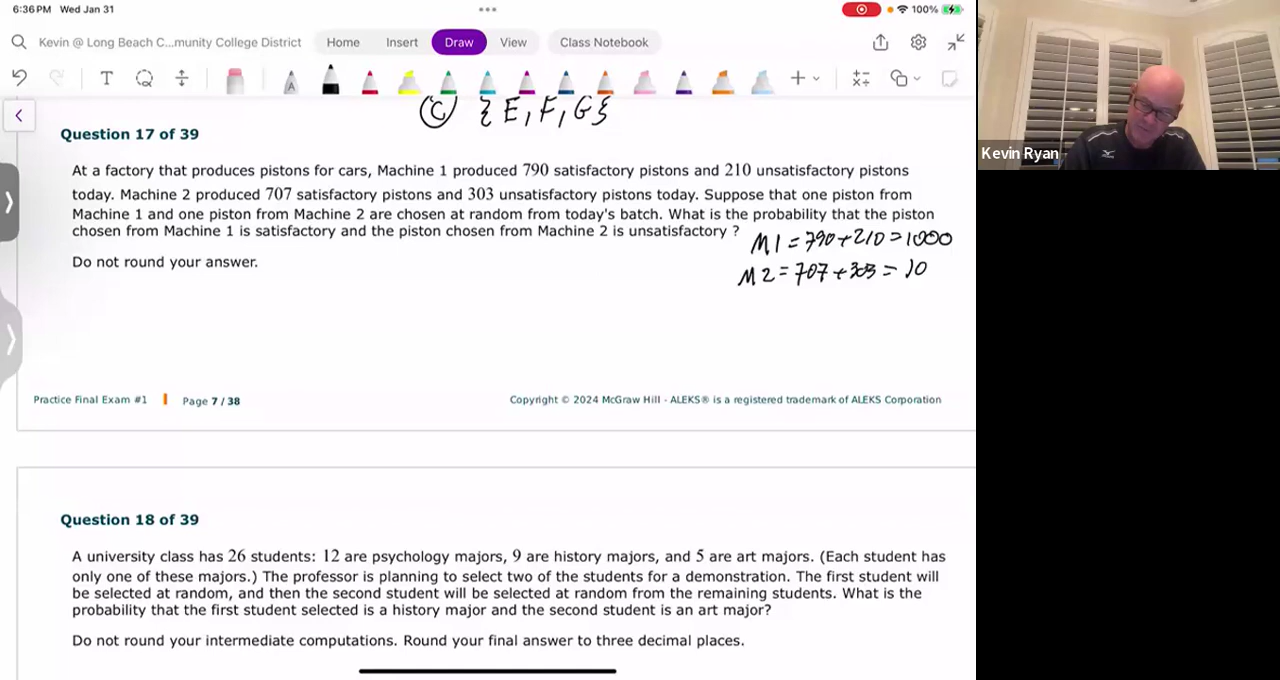 6:36 PM Wed Jan 31
100%
Kevin @ Long Beach C...munity College District
Home
Insert
Draw
View
Class Notebook
T
A
Ⓒ {E, F, G}
Question 17 of 39
At a factory that produces pistons for cars, Machine 1 produced 790 satisfactory pistons and 210 unsatisfactory pistons
today. Machine 2 produced 707 satisfactory pistons and 303 unsatisfactory pistons today. Suppose that one piston from
Machine 1 and one piston from Machine 2 are chosen at random from today's batch. What is the probability that the piston
chosen from Machine 1 is satisfactory and the piston chosen from Machine 2 is unsatisfactory ?
M1 = 790 + 210 = 1000
Do not round your answer.
M2 = 707 + 303 = 10
Practice Final Exam #1
Page 7 / 38
Copyright © 2024 McGraw Hill - ALEKS® is a registered trademark of ALEKS Corporation
Question 18 of 39
A university class has 26 students: 12 are psychology majors, 9 are history majors, and 5 are art majors. (Each student has
only one of these majors.) The professor is planning to select two of the students for a demonstration. The first student will
be selected at random, and then the second student will be selected at random from the remaining students. What is the
probability that the first student selected is a history major and the second student is an art major?
Do not round your intermediate computations. Round your final answer to three decimal places.
Kevin Ryan